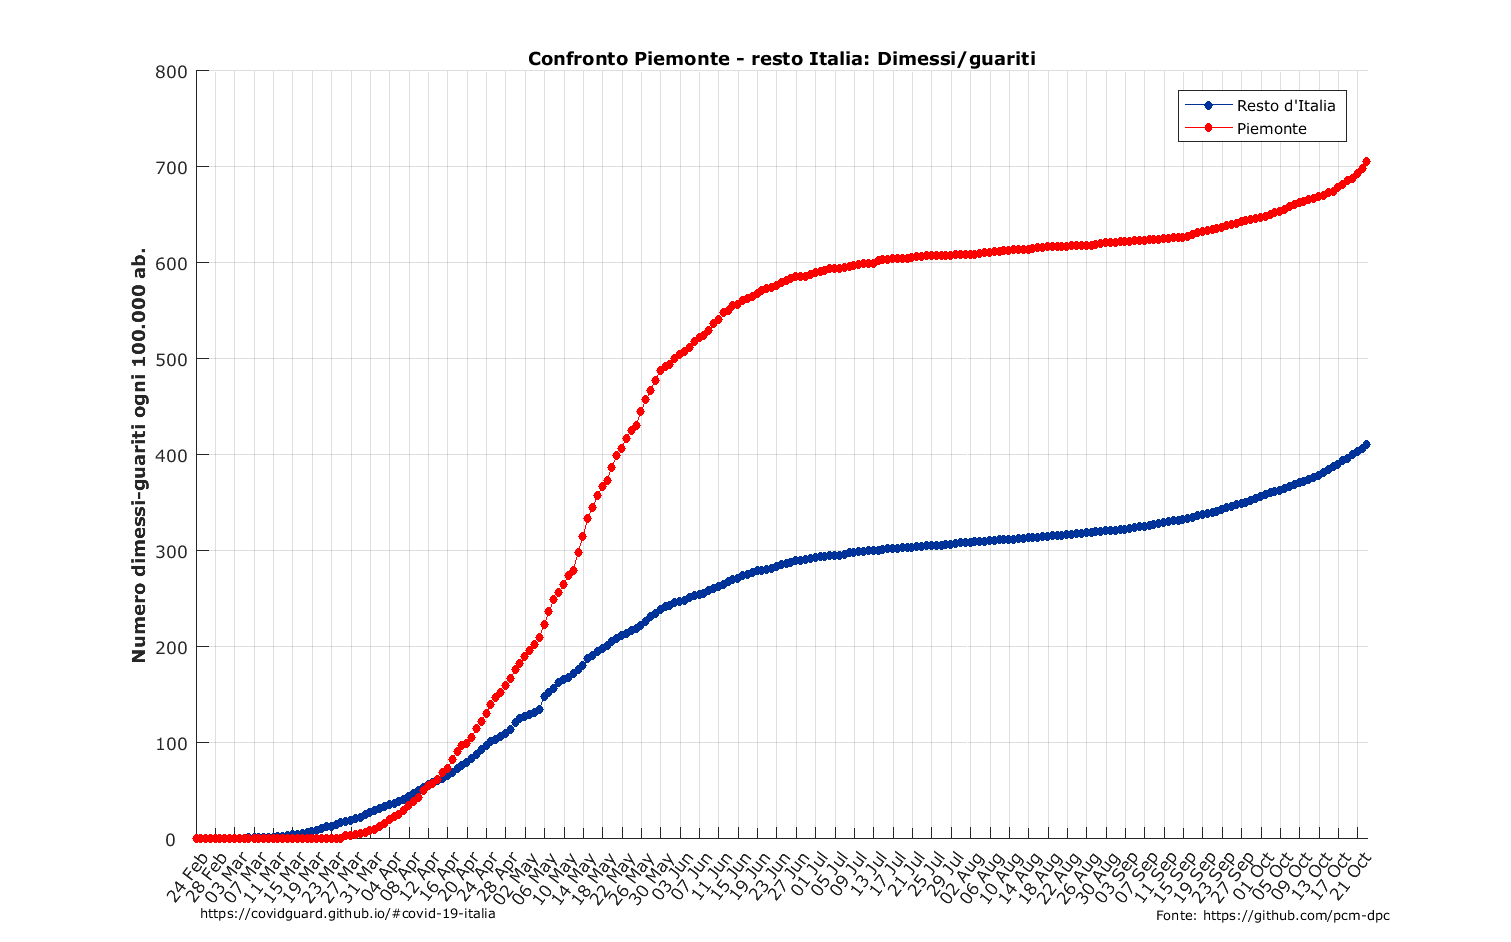 Confronto Piemonte - resto Italia: Dimessi/guariti
Resto d'Italia
Piemonte
Numero dimessi-guariti ogni 100.000 ab.
800
700
600
500
400
300
200
100
0
24 Feb
28 Feb
03 Mar
07 Mar
11 Mar
15 Mar
19 Mar
23 Mar
27 Mar
31 Mar
04 Apr
08 Apr
12 Apr
16 Apr
20 Apr
24 Apr
28 Apr
02 May
06 May
10 May
14 May
18 May
22 May
26 May
30 May
03 Jun
07 Jun
11 Jun
15 Jun
19 Jun
23 Jun
27 Jun
01 Jul
05 Jul
09 Jul
13 Jul
17 Jul
21 Jul
25 Jul
29 Jul
02 Aug
06 Aug
10 Aug
14 Aug
18 Aug
22 Aug
26 Aug
30 Aug
03 Sep
07 Sep
11 Sep
15 Sep
19 Sep
23 Sep
27 Sep
01 Oct
05 Oct
09 Oct
13 Oct
17 Oct
21 Oct
https://covidguard.github.io/#covid-19-italia
Fonte: https://github.com/pcm-dpc